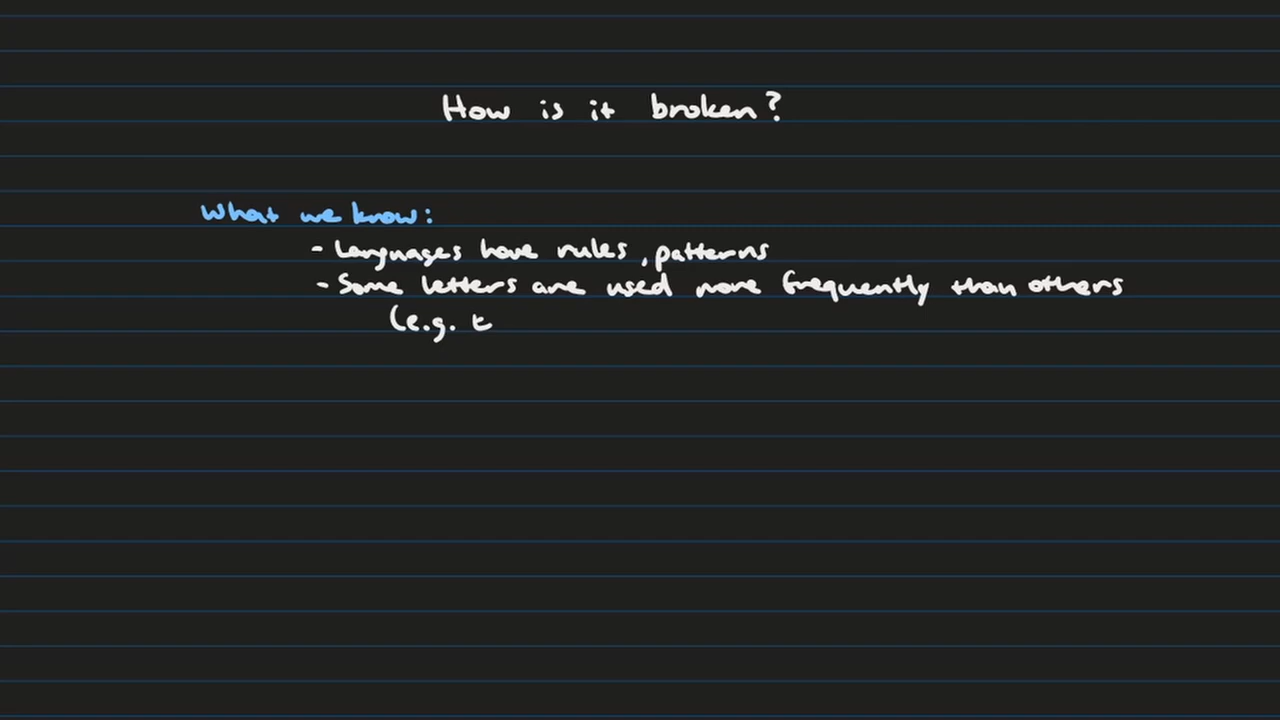 How is it broken?
What we know:
- Languages have rules, patterns
- Some letters are used more frequently than others
(e.g. t